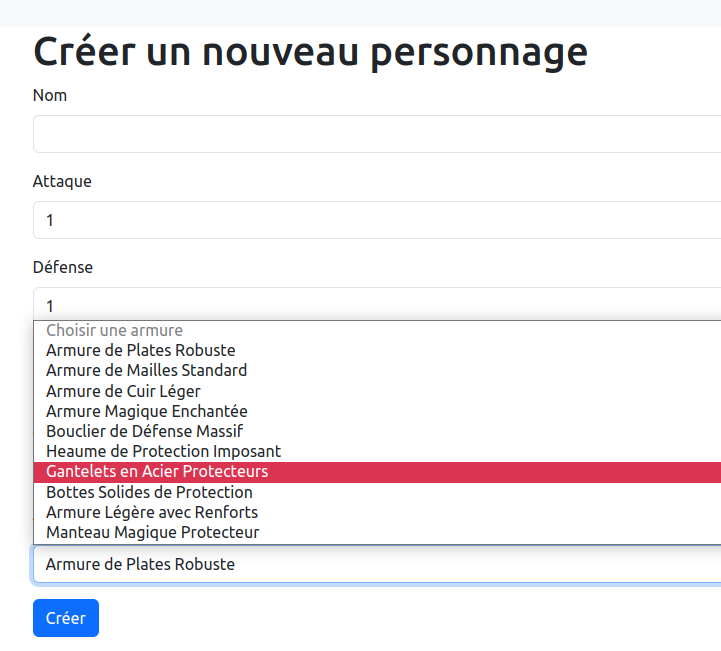 Créer un nouveau personnage
Nom
Attaque
1
Défense
1
Choisir une armure
Armure de Plates Robuste
Armure de Mailles Standard
Armure de Cuir Léger
Armure Magique Enchantée
Bouclier de Défense Massif
Heaume de Protection Imposant
Gantelets en Acier Protecteurs
Bottes Solides de Protection
Armure Légère avec Renforts
Manteau Magique Protecteur
Armure de Plates Robuste
Créer